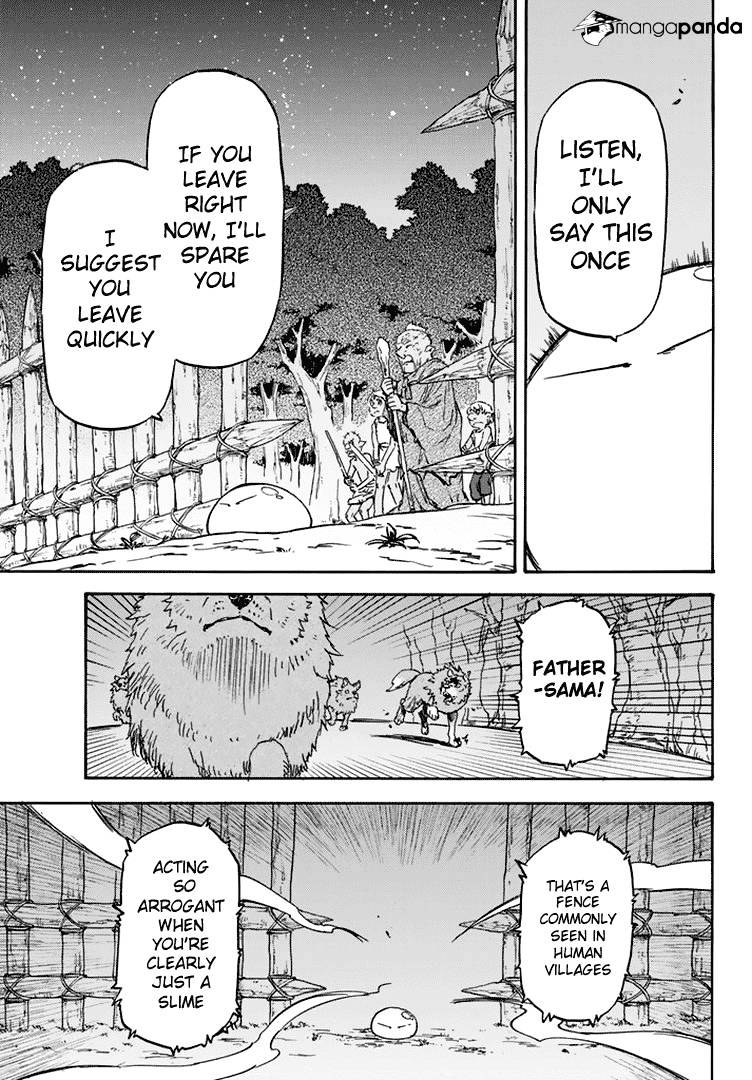 mangapanda
LISTEN,
I'LL
ONLY
SAY THIS
ONCE
IF YOU
LEAVE
RIGHT
NOW, I'LL
SPARE
YOU
I
SUGGEST
YOU
LEAVE
QUICKLY
FATHER
-SAMA!
THAT'S A
FENCE
COMMONLY
SEEN IN
HUMAN
VILLAGES
ACTING
SO
ARROGANT
WHEN
YOU'RE
CLEARLY
JUST A
SLIME